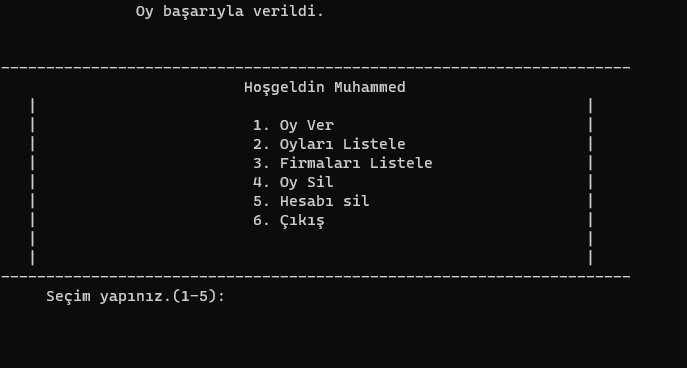 Oy başarıyla verildi.
Hoşgeldin Muhammed
1. Oy Ver
2. Oyları Listele
3. Firmaları Listele
4. Oy Sil
5. Hesabı sil
6. Çıkış
Seçim yapınız.(1-5):